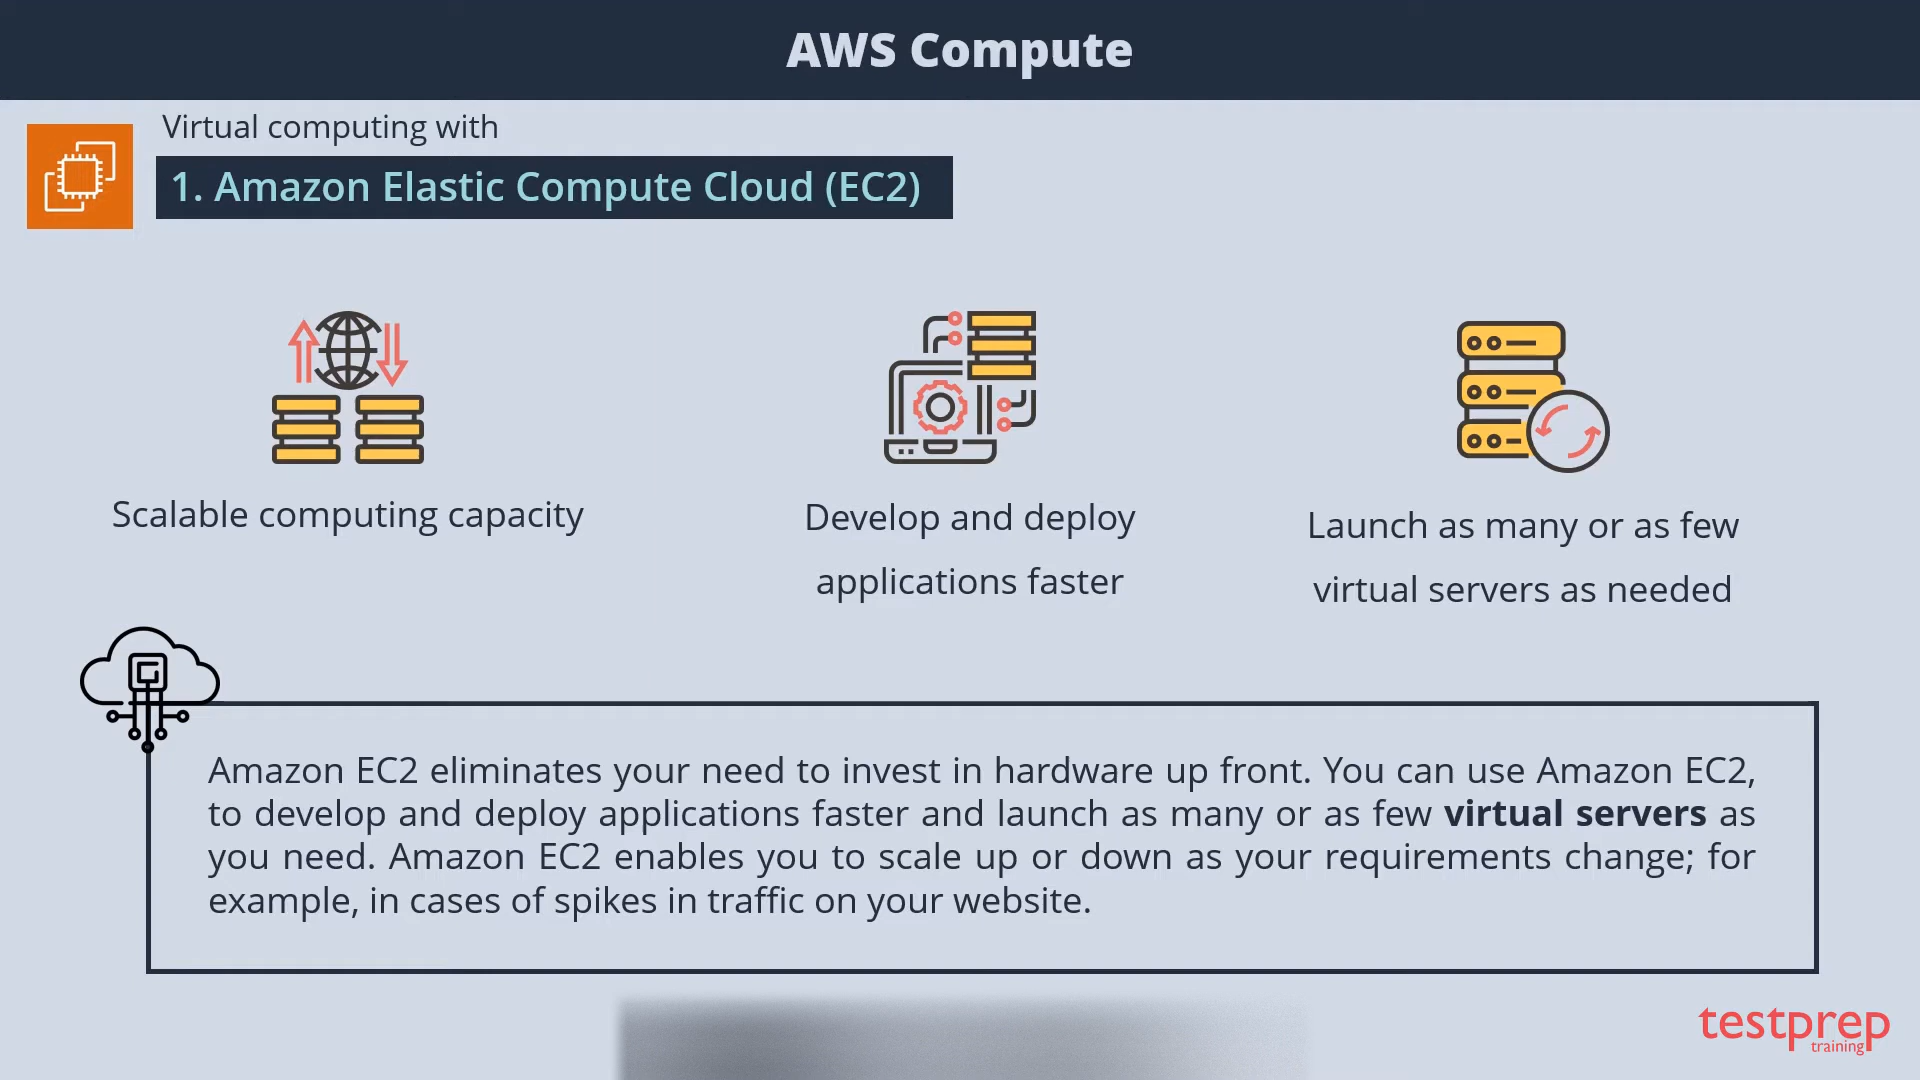 AWS Compute
Virtual computing with
1. Amazon Elastic Compute Cloud (EC2)
Scalable computing capacity
Develop and deploy
applications faster
Launch as many or as few
virtual servers as needed
Amazon EC2 eliminates your need to invest in hardware up front. You can use Amazon EC2,
to develop and deploy applications faster and launch as many or as few virtual servers as
you need. Amazon EC2 enables you to scale up or down as your requirements change; for
example, in cases of spikes in traffic on your website.
testprep
training